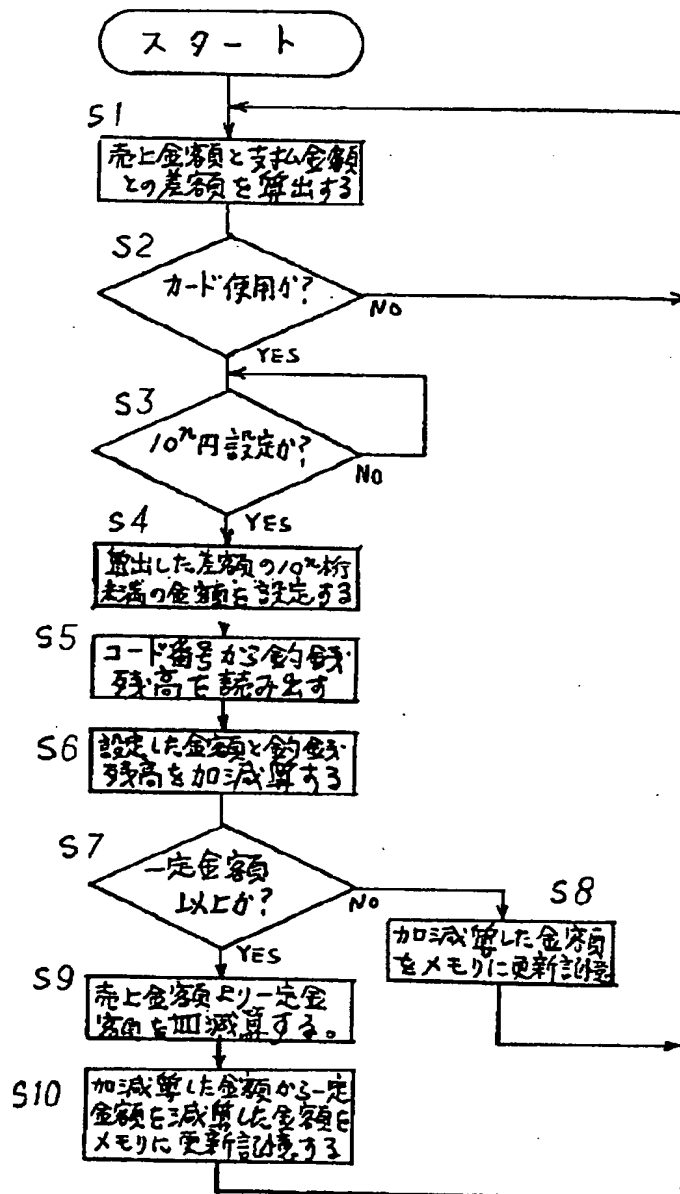 スタート
S1
売上金額と支払金額
との差額を算出する
S2
カード使用か?
NO
YES
S3
10ⁿ円設定か?
NO
YES
S4
算出した差額の10ⁿ桁
未満の金額を設定する
S5
コード番号から釣銭
残高を読み出す
S6
設定した金額と釣銭
残高を加減算する
S7
一定金額
以上か?
NO
YES
S8
加減算した金額
をメモリに更新記憶
S9
売上金額より一定金
額を加減算する。
S10
加減算した金額から一定
金額を減算した金額を
メモリに更新記憶する